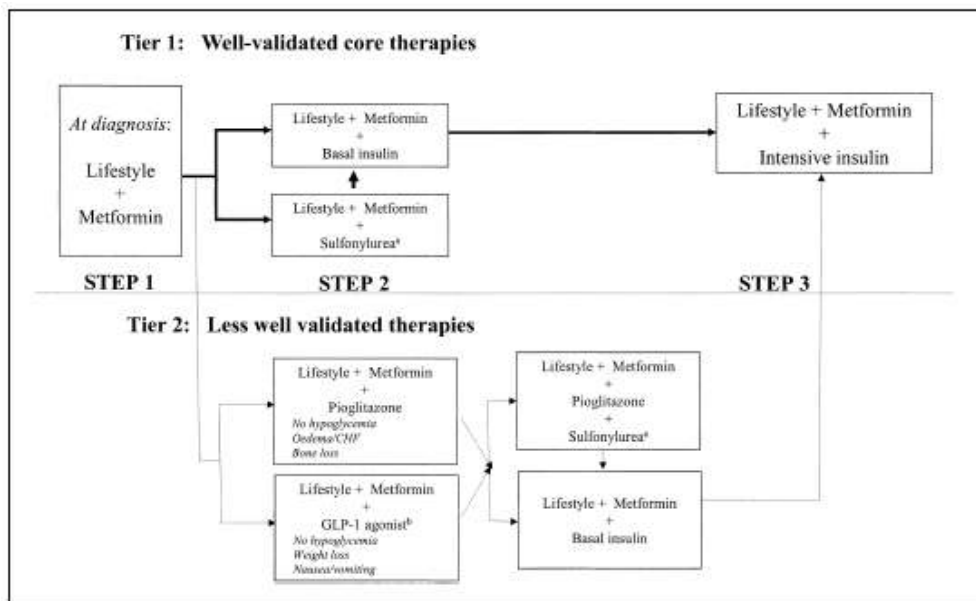 Tier 1: Well-validated core therapies
At diagnosis:
Lifestyle
+
Metformin
Lifestyle + Metformin
+
Basal insulin
Lifestyle + Metformin
+
Sulfonylureaᵃ
Lifestyle + Metformin
+
Intensive insulin
STEP 1
STEP 2
STEP 3
Tier 2: Less well validated therapies
Lifestyle + Metformin
+
Pioglitazone
No hypoglycemia
Oedema/CHF
Bone loss
Lifestyle + Metformin
+
GLP-1 agonistᵇ
No hypoglycemia
Weight loss
Nausea/vomiting
Lifestyle + Metformin
+
Pioglitazone
+
Sulfonylureaᵃ
Lifestyle + Metformin
+
Basal insulin